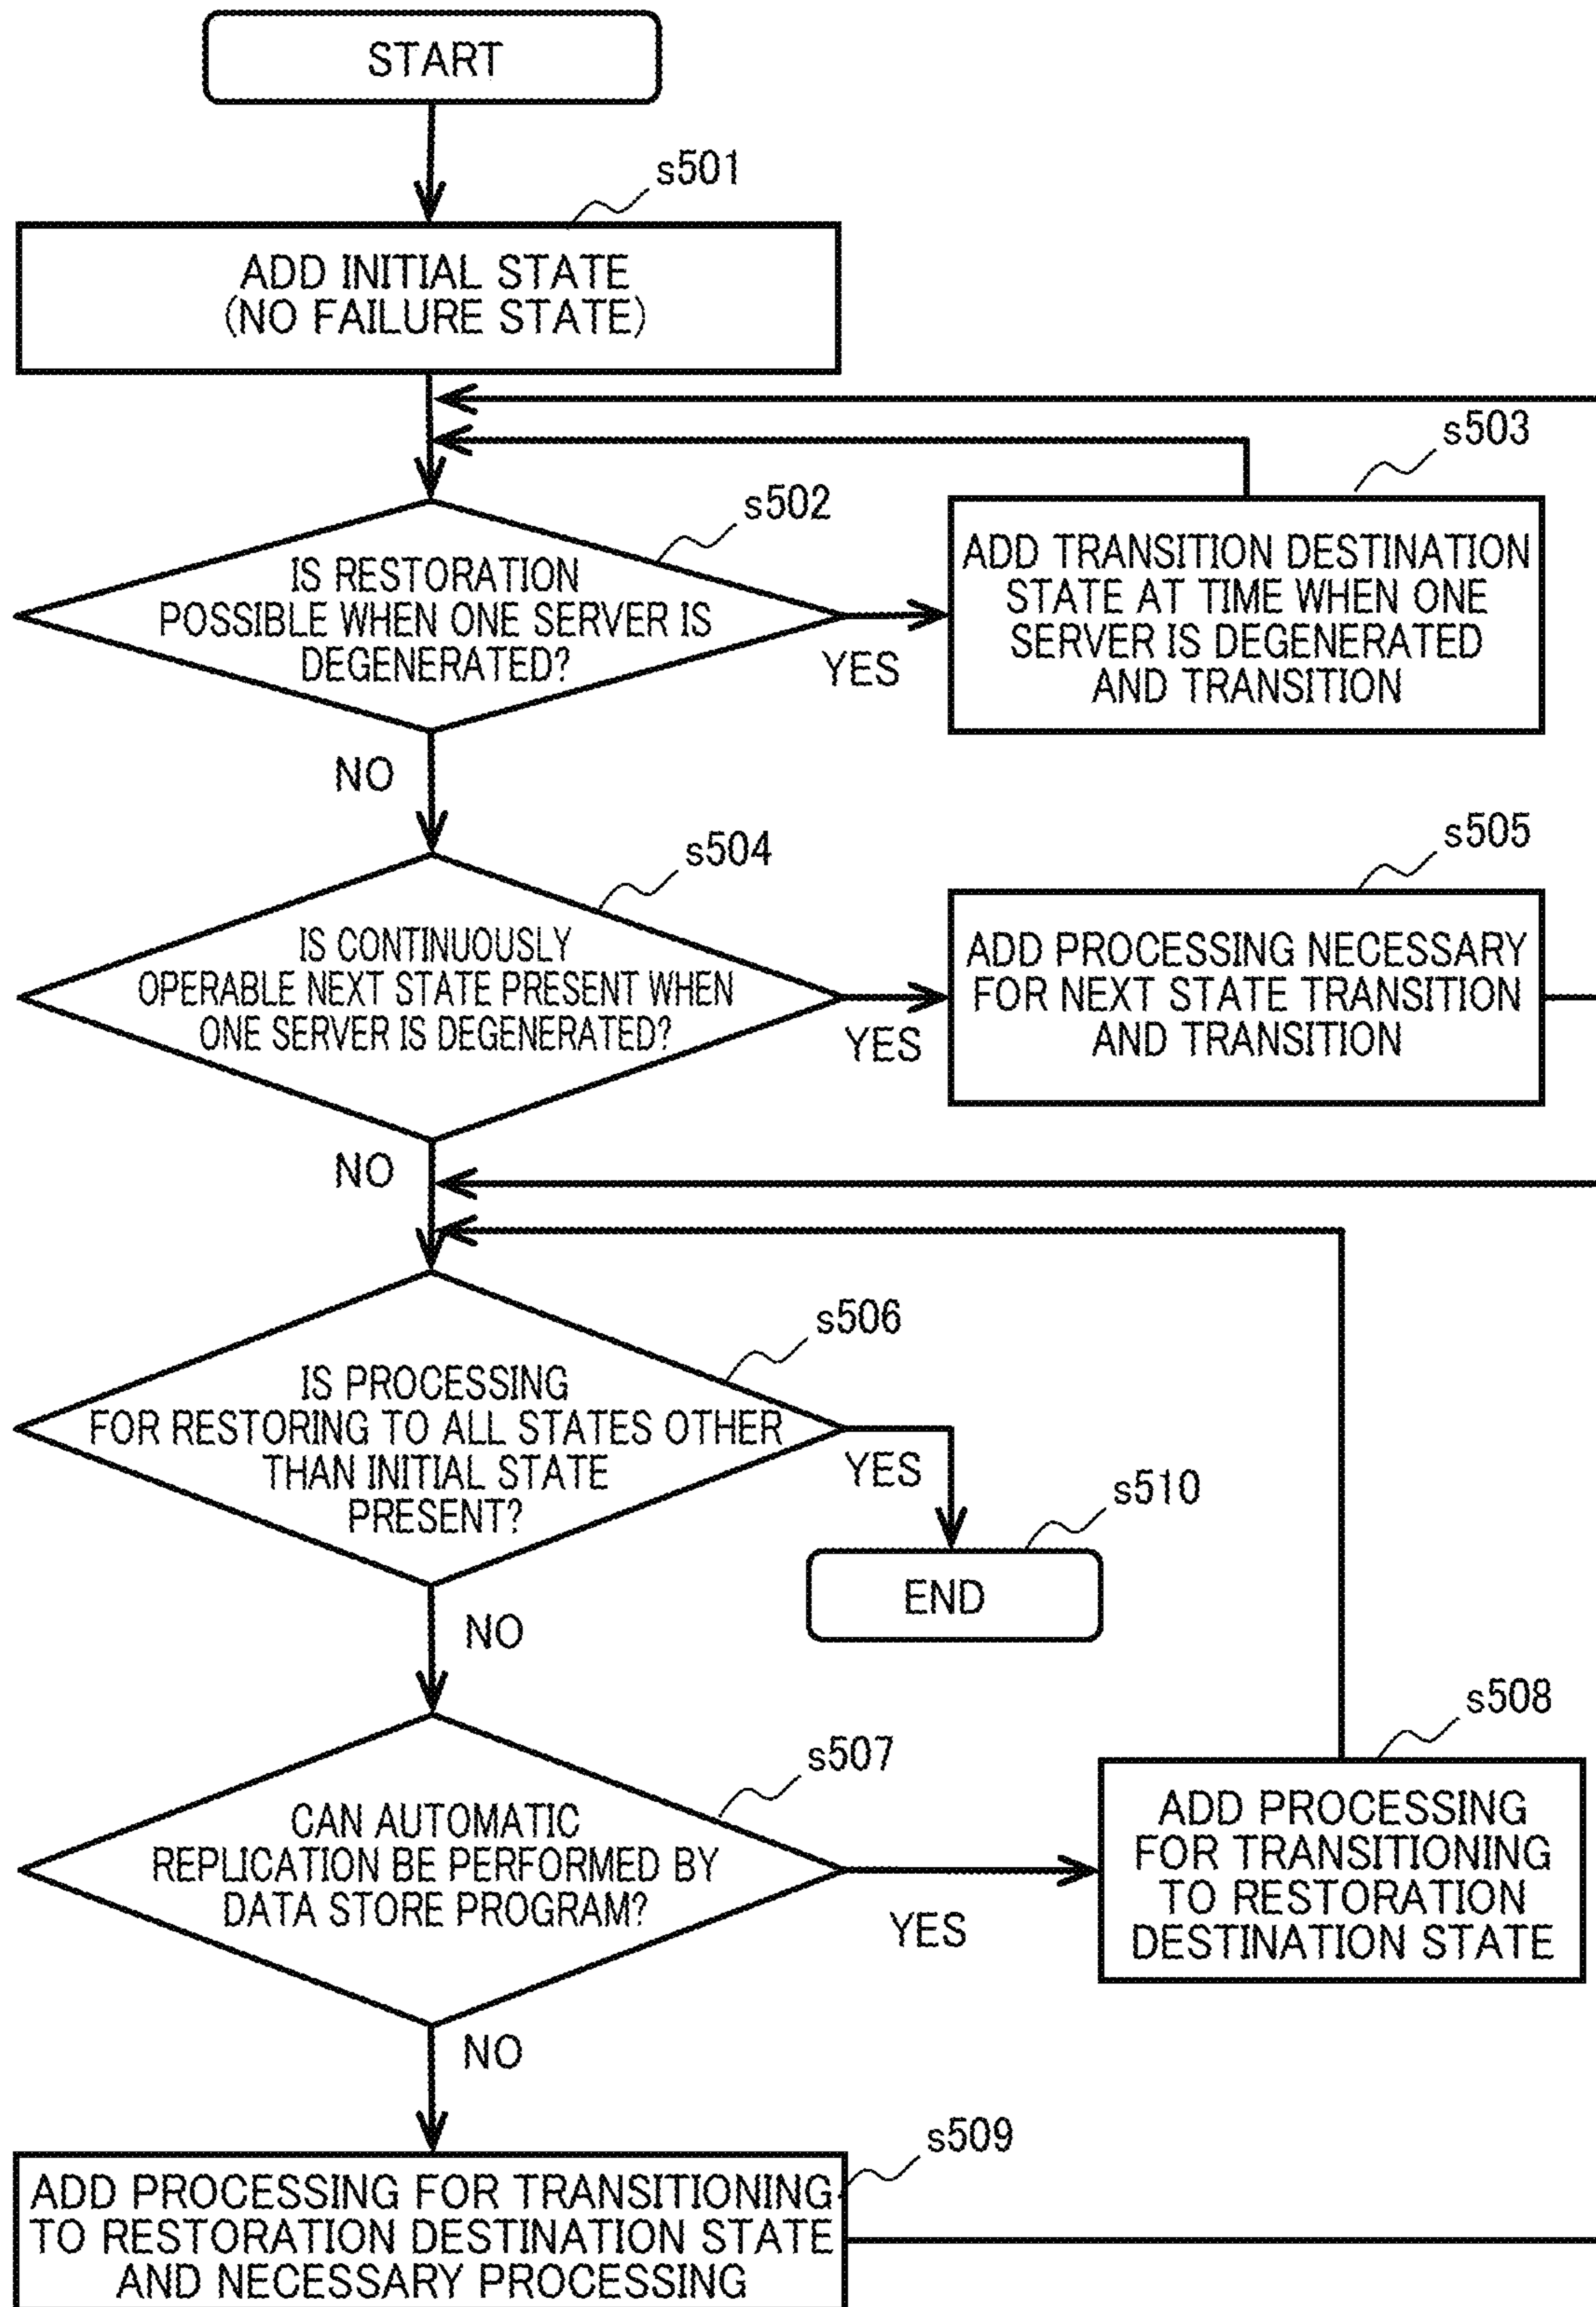 START
s501
ADD INITIAL STATE
(NO FAILURE STATE)
s502
IS RESTORATION
POSSIBLE WHEN ONE SERVER IS
DEGENERATED?
YES
NO
s503
ADD TRANSITION DESTINATION
STATE AT TIME WHEN ONE
SERVER IS DEGENERATED
AND TRANSITION
s504
IS CONTINUOUSLY
OPERABLE NEXT STATE PRESENT WHEN
ONE SERVER IS DEGENERATED?
YES
NO
s505
ADD PROCESSING NECESSARY
FOR NEXT STATE TRANSITION
AND TRANSITION
s506
IS PROCESSING
FOR RESTORING TO ALL STATES OTHER
THAN INITIAL STATE
PRESENT?
YES
NO
s510
END
s507
CAN AUTOMATIC
REPLICATION BE PERFORMED BY
DATA STORE PROGRAM?
YES
NO
s508
ADD PROCESSING
FOR TRANSITIONING
TO RESTORATION
DESTINATION STATE
s509
ADD PROCESSING FOR TRANSITIONING
TO RESTORATION DESTINATION STATE
AND NECESSARY PROCESSING